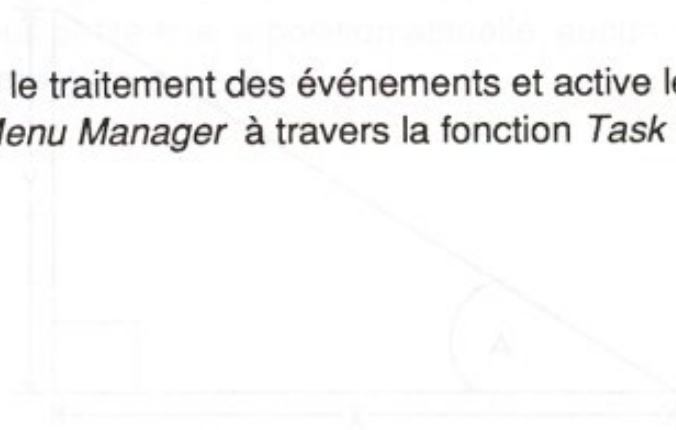 le traitement des événements et active le
Menu Manager à travers la fonction Task